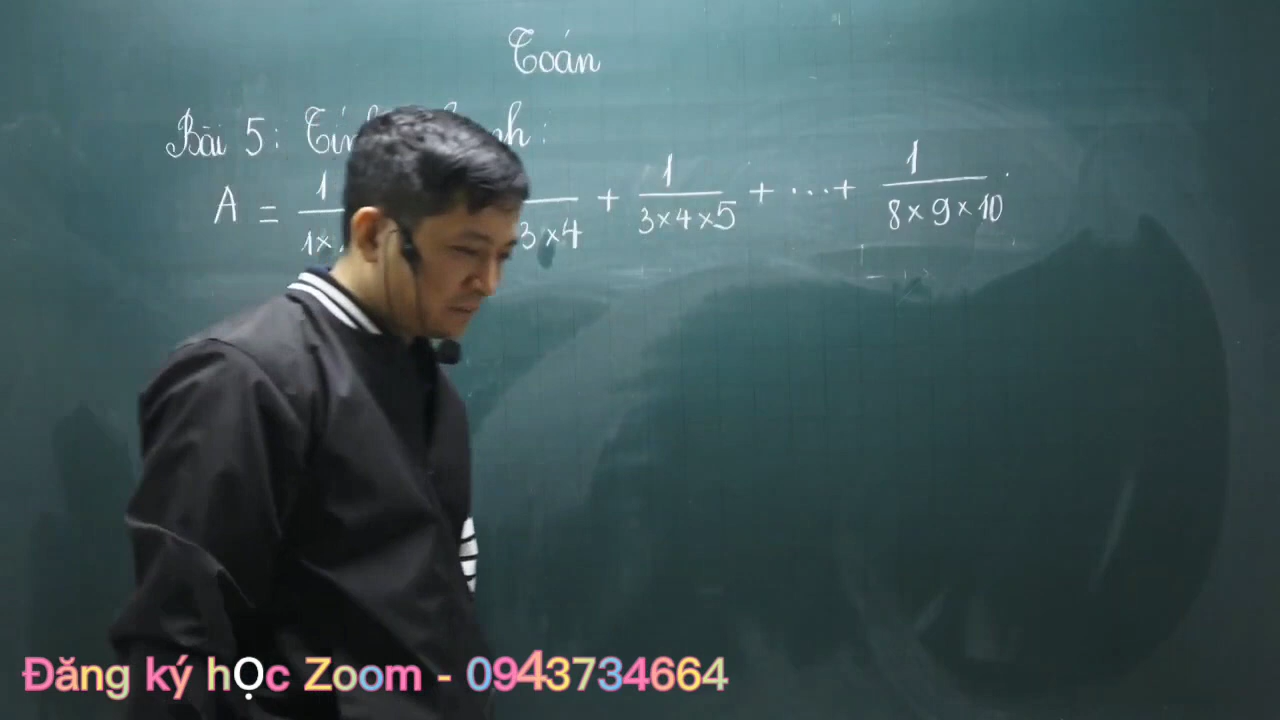 Toán
Bài 5:
A = 1/1× 3×4 + 1/3×4×5 + ...+ 1/8×9×10
Đăng ký hỌc Zoom - 0943734664